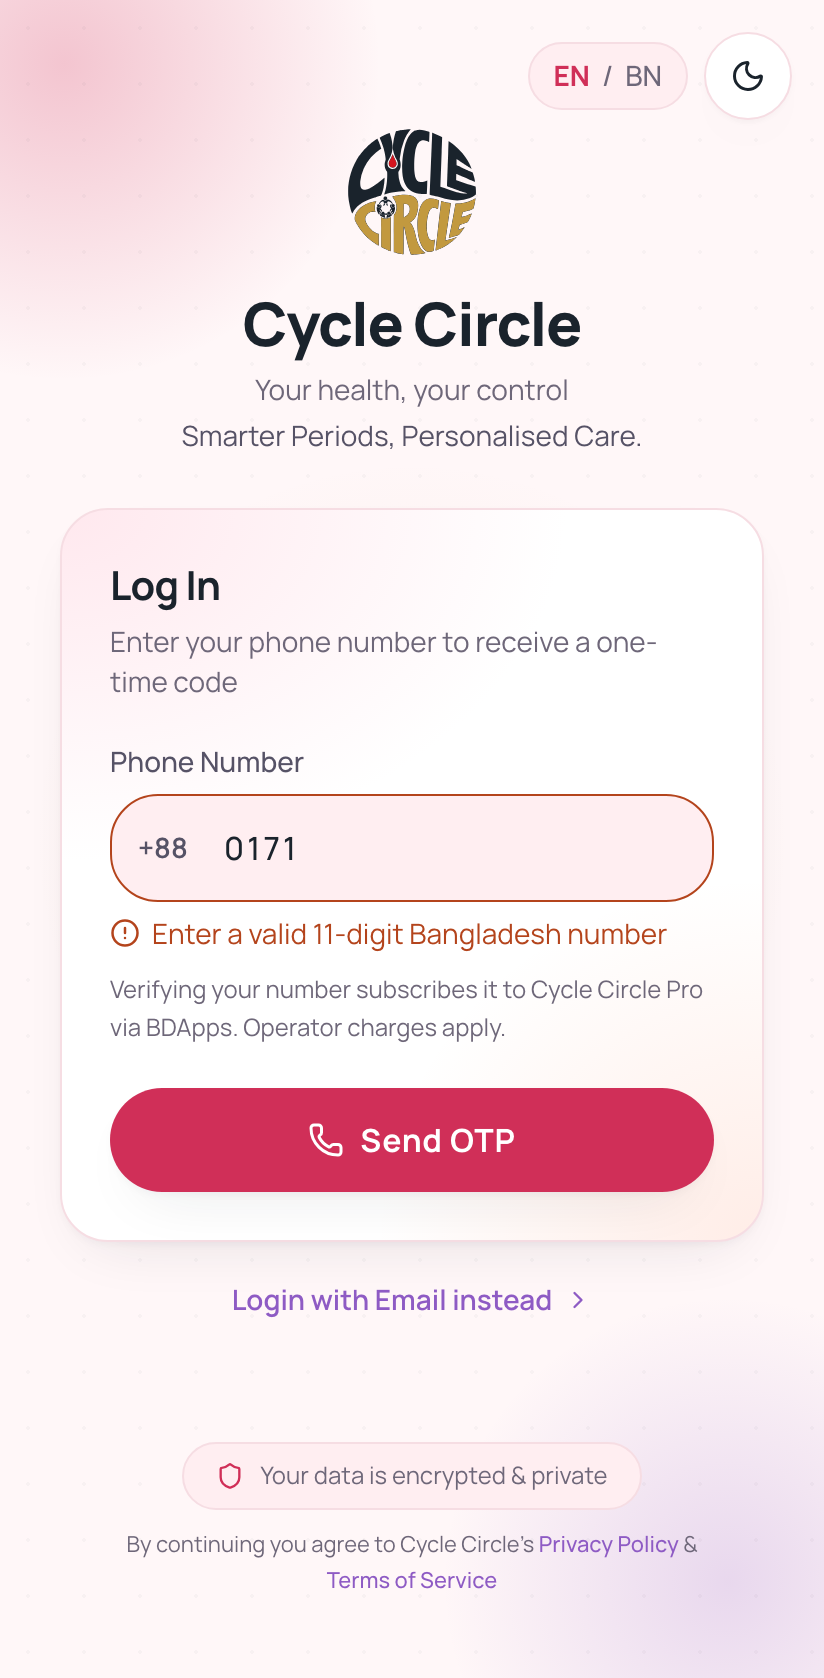 EN / BN
CYCLE
CIRCLE
Cycle Circle
Your health, your control
Smarter Periods, Personalised Care.
Log In
Enter your phone number to receive a one-
time code
Phone Number
+88 0171
Enter a valid 11-digit Bangladesh number
Verifying your number subscribes it to Cycle Circle Pro
via BDApps. Operator charges apply.
Send OTP
Login with Email instead
Your data is encrypted & private
By continuing you agree to Cycle Circle's Privacy Policy &
Terms of Service